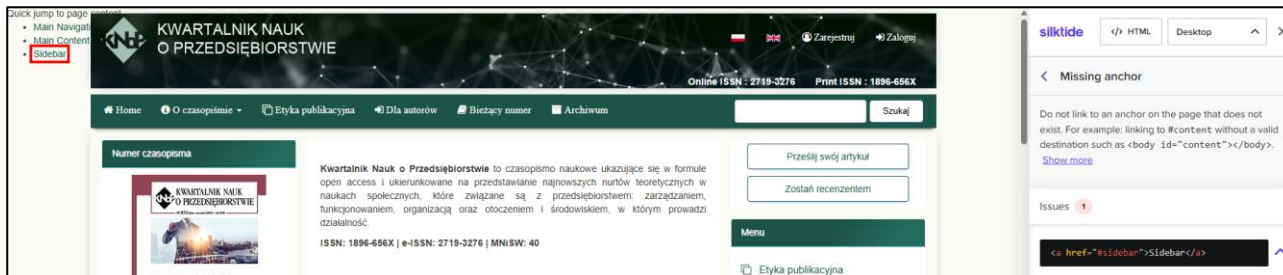 Quick jump to page content
Main Navigati
Main Content
Sidebar
KNOP
KWARTALNIK NAUK
O PRZEDSIĘBIORSTWIE
Zarejestruj
Zaloguj
Online ISSN : 2719-3276 Print ISSN : 1896-656X
Home O czasopiśmie Etyka publikacyjna Dla autorów Bieżący numer Archiwum Szukaj
Numer czasopisma
KWARTALNIK NAUK
O PRZEDSIĘBIORSTWIE
Kwartalnik Nauk o Przedsiębiorstwie to czasopismo naukowe ukazujące się w formule
open access i ukierunkowane na przedstawianie najnowszych nurtów teoretycznych w
naukach społecznych, które związane są z przedsiębiorstwem: zarządzaniem,
funkcjonowaniem, organizacją oraz otoczeniem i środowiskiem, w którym prowadzi
działalność.
ISSN: 1896-656X | e-ISSN: 2719-3276 | MNiSW: 40
Prześlij swój artykuł
Zostań recenzentem
Menu
Etyka publikacyjna
silktide
</> HTML
Desktop
Missing anchor
Do not link to an anchor on the page that does not
exist. For example: linking to #content without a valid
destination such as <body id="content"></body>.
Show more
Issues 1
<a href="#sidebar">Sidebar</a>